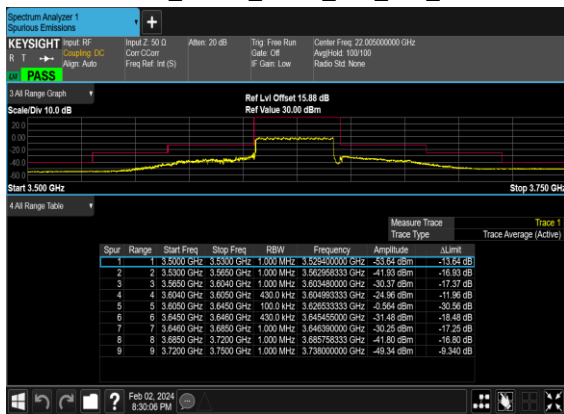 Spectrum Analyzer 1
Spurious Emissions
+
KEYSIGHT Input: RF Input Z: 50 Ω Atten: 20 dB Trig: Free Run Center Freq: 22.005000000 GHz
R T Coupling: DC Corr CCorr Gate: Off Avg|Hold: 100/100
Align: Auto Freq Ref: Int (S) IF Gain: Low Radio Std: None
PASS
3 All Range Graph
Ref Lvl Offset 15.88 dB
Scale/Div 10.0 dB Ref Value 30.00 dBm
20.0
0.00
-20.0
-40.0
-60.0
Start 3.500 GHz Stop 3.750 GHz
4 All Range Table
Measure Trace Trace 1
Trace Type Trace Average (Active)
Spur Range Start Freq Stop Freq RBW Frequency Amplitude ΔLimit
1 1 3.5000 GHz 3.5300 GHz 1.000 MHz 3.529400000 GHz -53.64 dBm -13.64 dB
2 2 3.5300 GHz 3.5650 GHz 1.000 MHz 3.562958333 GHz -41.93 dBm -16.93 dB
3 3 3.5650 GHz 3.6040 GHz 1.000 MHz 3.603480000 GHz -30.37 dBm -17.37 dB
4 4 3.6040 GHz 3.6050 GHz 430.0 kHz 3.604993333 GHz -24.96 dBm -11.96 dB
5 5 3.6050 GHz 3.6450 GHz 100.0 kHz 3.626533333 GHz -0.564 dBm -30.56 dB
6 6 3.6450 GHz 3.6460 GHz 430.0 kHz 3.645455000 GHz -31.48 dBm -18.48 dB
7 7 3.6460 GHz 3.6850 GHz 1.000 MHz 3.646390000 GHz -30.25 dBm -17.25 dB
8 8 3.6850 GHz 3.7200 GHz 1.000 MHz 3.685758333 GHz -41.80 dBm -16.80 dB
9 9 3.7200 GHz 3.7500 GHz 1.000 MHz 3.738000000 GHz -49.34 dBm -9.340 dB
? Feb 02, 2024
8:30:06 PM